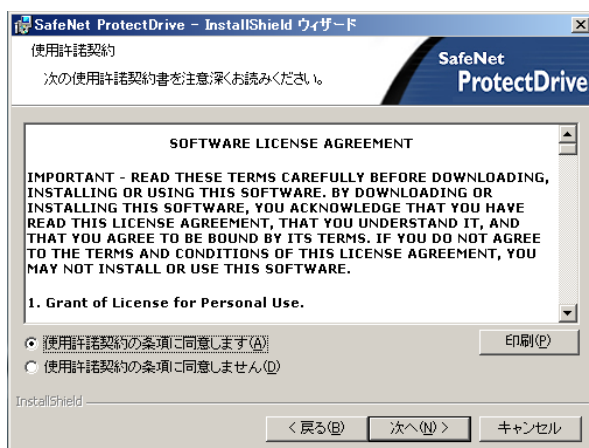 SafeNet ProtectDrive - InstallShield ウィザード
使用許諾契約
次の使用許諾契約書を注意深くお読みください。
SafeNet
ProtectDrive
SOFTWARE LICENSE AGREEMENT
IMPORTANT - READ THESE TERMS CAREFULLY BEFORE DOWNLOADING,
INSTALLING OR USING THIS SOFTWARE. BY DOWNLOADING OR
INSTALLING THIS SOFTWARE, YOU ACKNOWLEDGE THAT YOU HAVE
READ THIS LICENSE AGREEMENT, THAT YOU UNDERSTAND IT, AND
THAT YOU AGREE TO BE BOUND BY ITS TERMS. IF YOU DO NOT AGREE
TO THE TERMS AND CONDITIONS OF THIS LICENSE AGREEMENT, YOU
MAY NOT INSTALL OR USE THIS SOFTWARE.
1. Grant of License for Personal Use.
使用許諾契約の条項に同意します(A)
印刷(P)
使用許諾契約の条項に同意しません(D)
InstallShield
< 戻る(B)
次へ(N) >
キャンセル